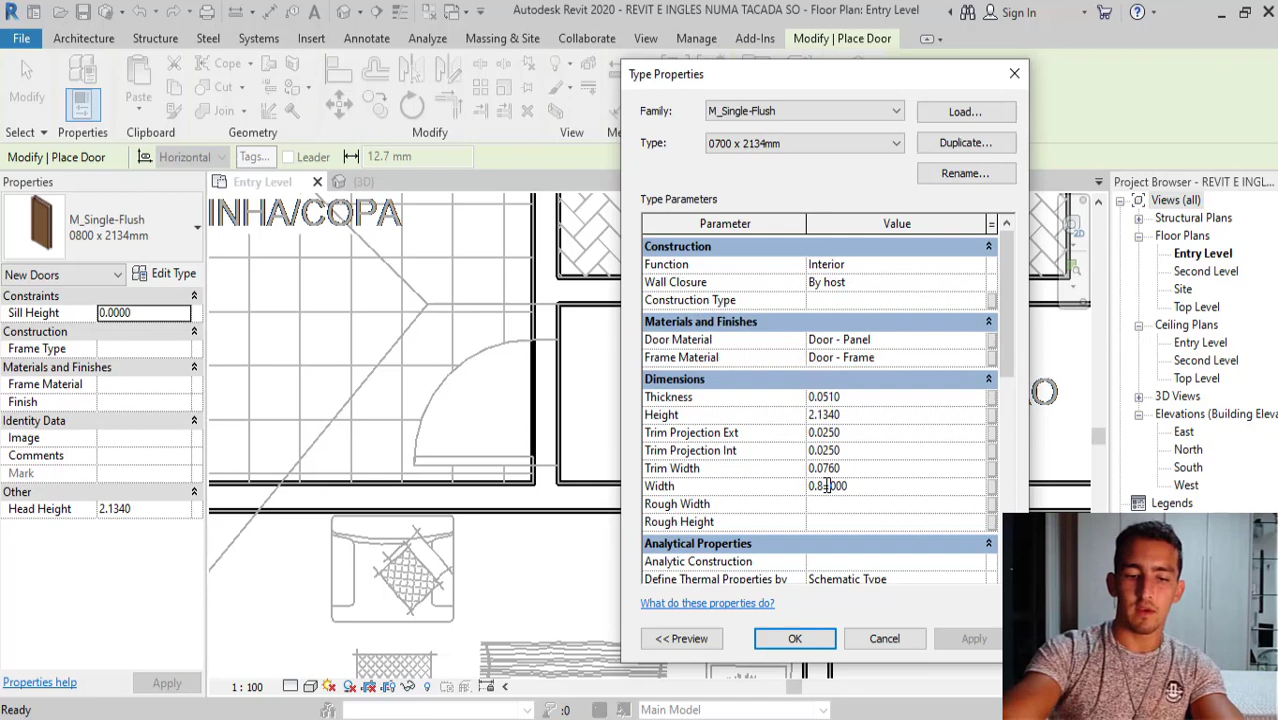 Autodesk Revit 2020 - REVIT E INGLES NUMA TACADA SO - Floor Plan: Entry Level
Sign In
File Architecture Structure Steel Systems Insert Annotate Analyze Massing & Site Collaborate View Manage Add-Ins Modify | Place Door
Modify
Paste
Cope
Cut
Join
Select Properties Clipboard Geometry Modify View
Modify | Place Door Horizontal Tags... Leader 12.7 mm
Properties
Entry Level
(3D)
M_Single-Flush
0800 x 2134mm
New Doors Edit Type
Constraints
Sill Height 0.0000
Construction
Frame Type
Materials and Finishes
Frame Material
Finish
Identity Data
Image
Comments
Mark
Other
Head Height 2.1340
Properties help
Apply
INHA/COPA
Type Properties
Family: M_Single-Flush Load...
Type: 0700 x 2134mm Duplicate...
Rename...
Type Parameters
Parameter Value =
Construction
Function Interior
Wall Closure By host
Construction Type
Materials and Finishes
Door Material Door - Panel
Frame Material Door - Frame
Dimensions
Thickness 0.0510
Height 2.1340
Trim Projection Ext 0.0250
Trim Projection Int 0.0250
Trim Width 0.0760
Width
Rough Width
Rough Height
Analytical Properties
Analytic Construction
Define Thermal Properties by Schematic Type
What do these properties do?
<< Preview OK Cancel Apply
Project Browser - REVIT E INGL...
Views (all)
Structural Plans
Floor Plans
Entry Level
Second Level
Site
Top Level
Ceiling Plans
Entry Level
Second Level
Top Level
3D Views
Elevations (Building Ele
East
North
South
West
Legends
2D
O
1 : 100
Ready
:0
Main Model